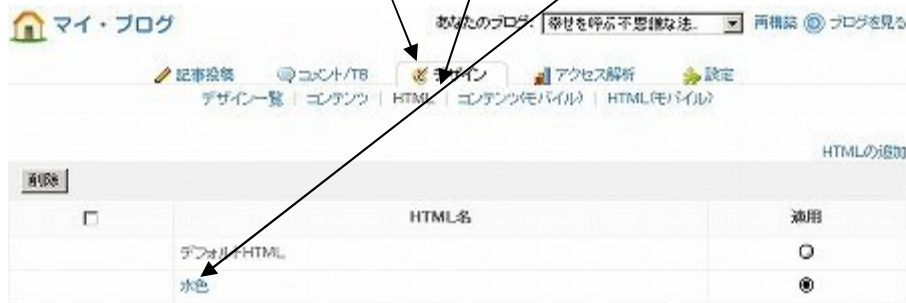 マイ・ブログ
あなたのブログ: 幸せを呼ぶ不思議な法.. 再構築 ブログを見る
記事投稿 コメント/TB デザイン アクセス解析 設定
デザイン一覧 | コンテンツ | HTML | コンテンツ(モバイル) | HTML(モバイル)
HTMLの追加
削除
HTML名 適用
デフォルトHTML
水色